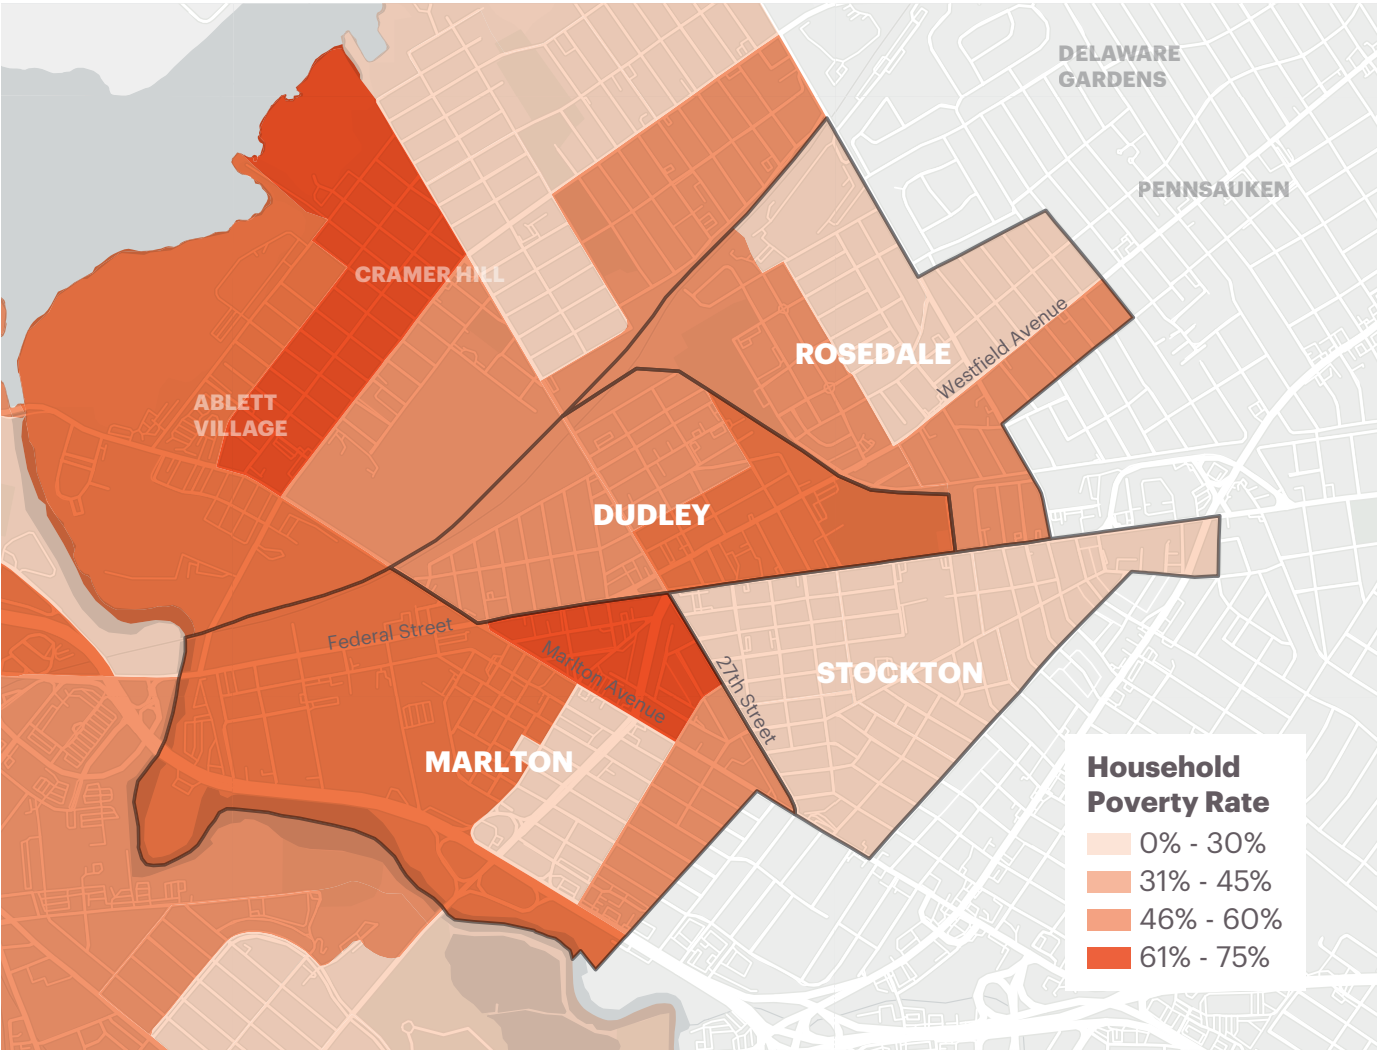 DELAWARE
GARDENS
PENNSAUKEN
CRAMER HILL
ROSEDALE
Westfield Avenue
ABLETT
VILLAGE
DUDLEY
Federal Street
Marlton Avenue
27th Street
STOCKTON
MARLTON
Household
Poverty Rate
0% - 30%
31% - 45%
46% - 60%
61% - 75%